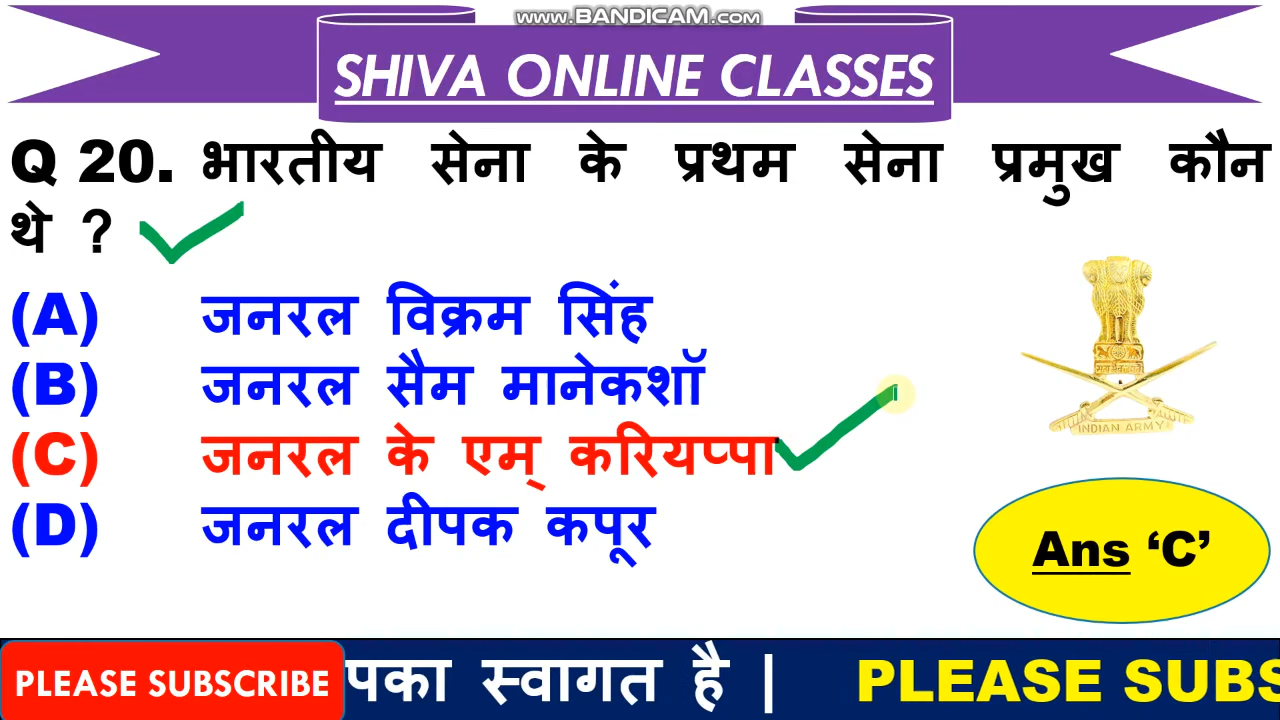 www.BANDICAM.com
SHIVA ONLINE CLASSES
Q 20. भारतीय सेना के प्रथम सेना प्रमुख कौन
थे ?
(A) जनरल विक्रम सिंह
(B) जनरल सैम मानेकशॉ
(C) जनरल के एम् करियप्पा
(D) जनरल दीपक कपूर
INDIAN ARMY
Ans ‘C’
PLEASE SUBSCRIBE
पका स्वागत है | PLEASE SUBS